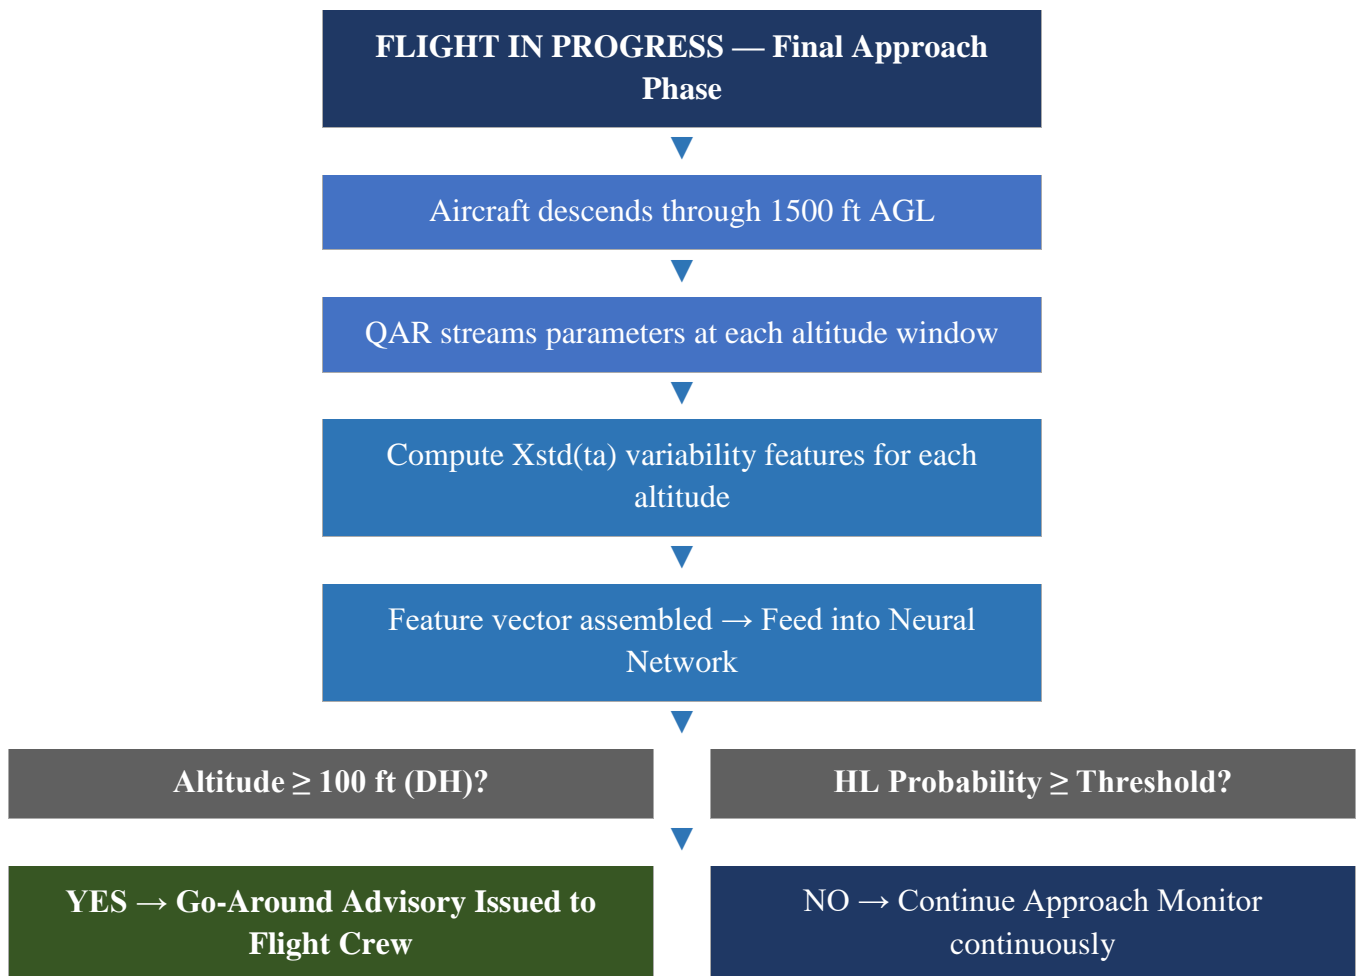 FLIGHT IN PROGRESS — Final Approach
Phase
Aircraft descends through 1500 ft AGL
QAR streams parameters at each altitude window
Compute Xstd(ta) variability features for each
altitude
Feature vector assembled → Feed into Neural
Network
Altitude ≥ 100 ft (DH)?
HL Probability ≥ Threshold?
YES → Go-Around Advisory Issued to
Flight Crew
NO → Continue Approach Monitor
continuously